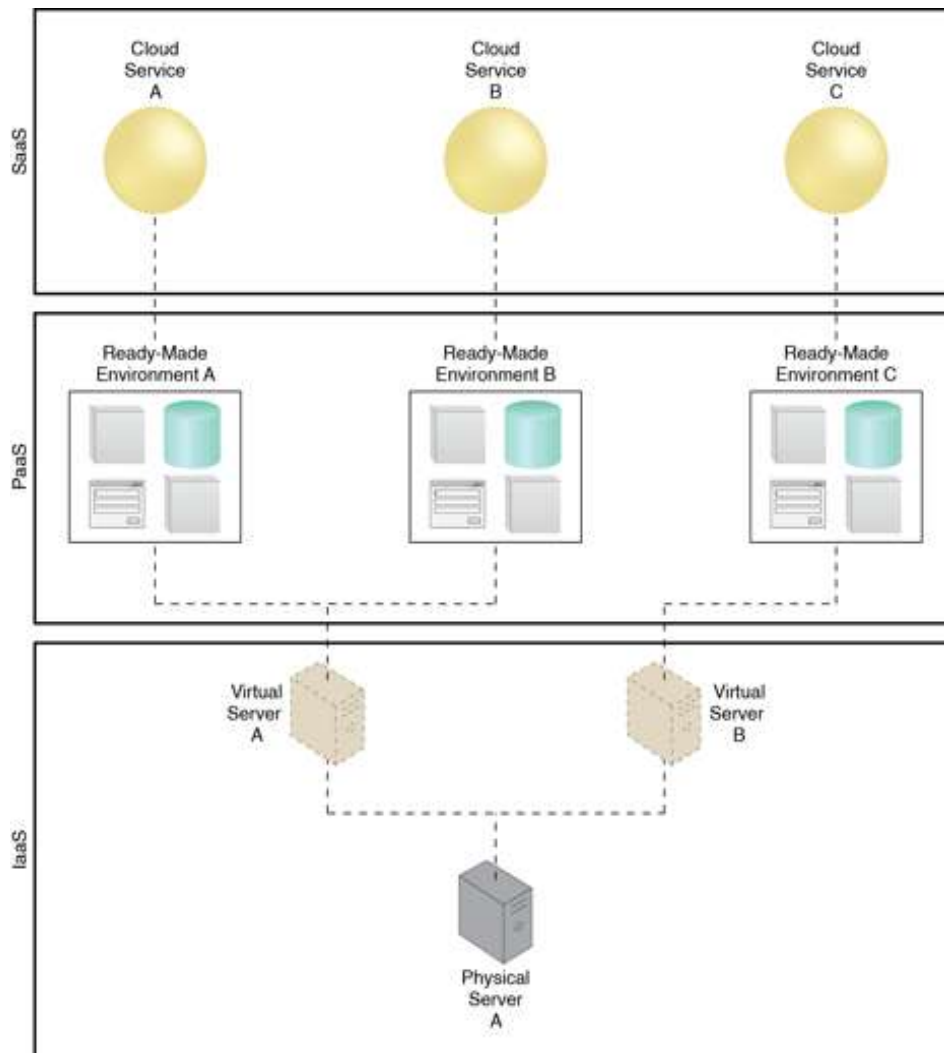 SaaS
Cloud
Service
A
Cloud
Service
B
Cloud
Service
C
PaaS
Ready-Made
Environment A
Ready-Made
Environment B
Ready-Made
Environment C
IaaS
Virtual
Server
A
Virtual
Server
B
Physical
Server
A